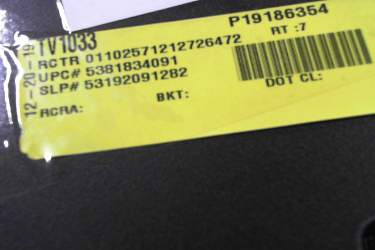 P19186354
TV1033
RT :7
RCTR 01102571212726472
UPC# 5381834091
SLP# 53192091282
DOT CL:
BKT:
RCRA:
12-20-19